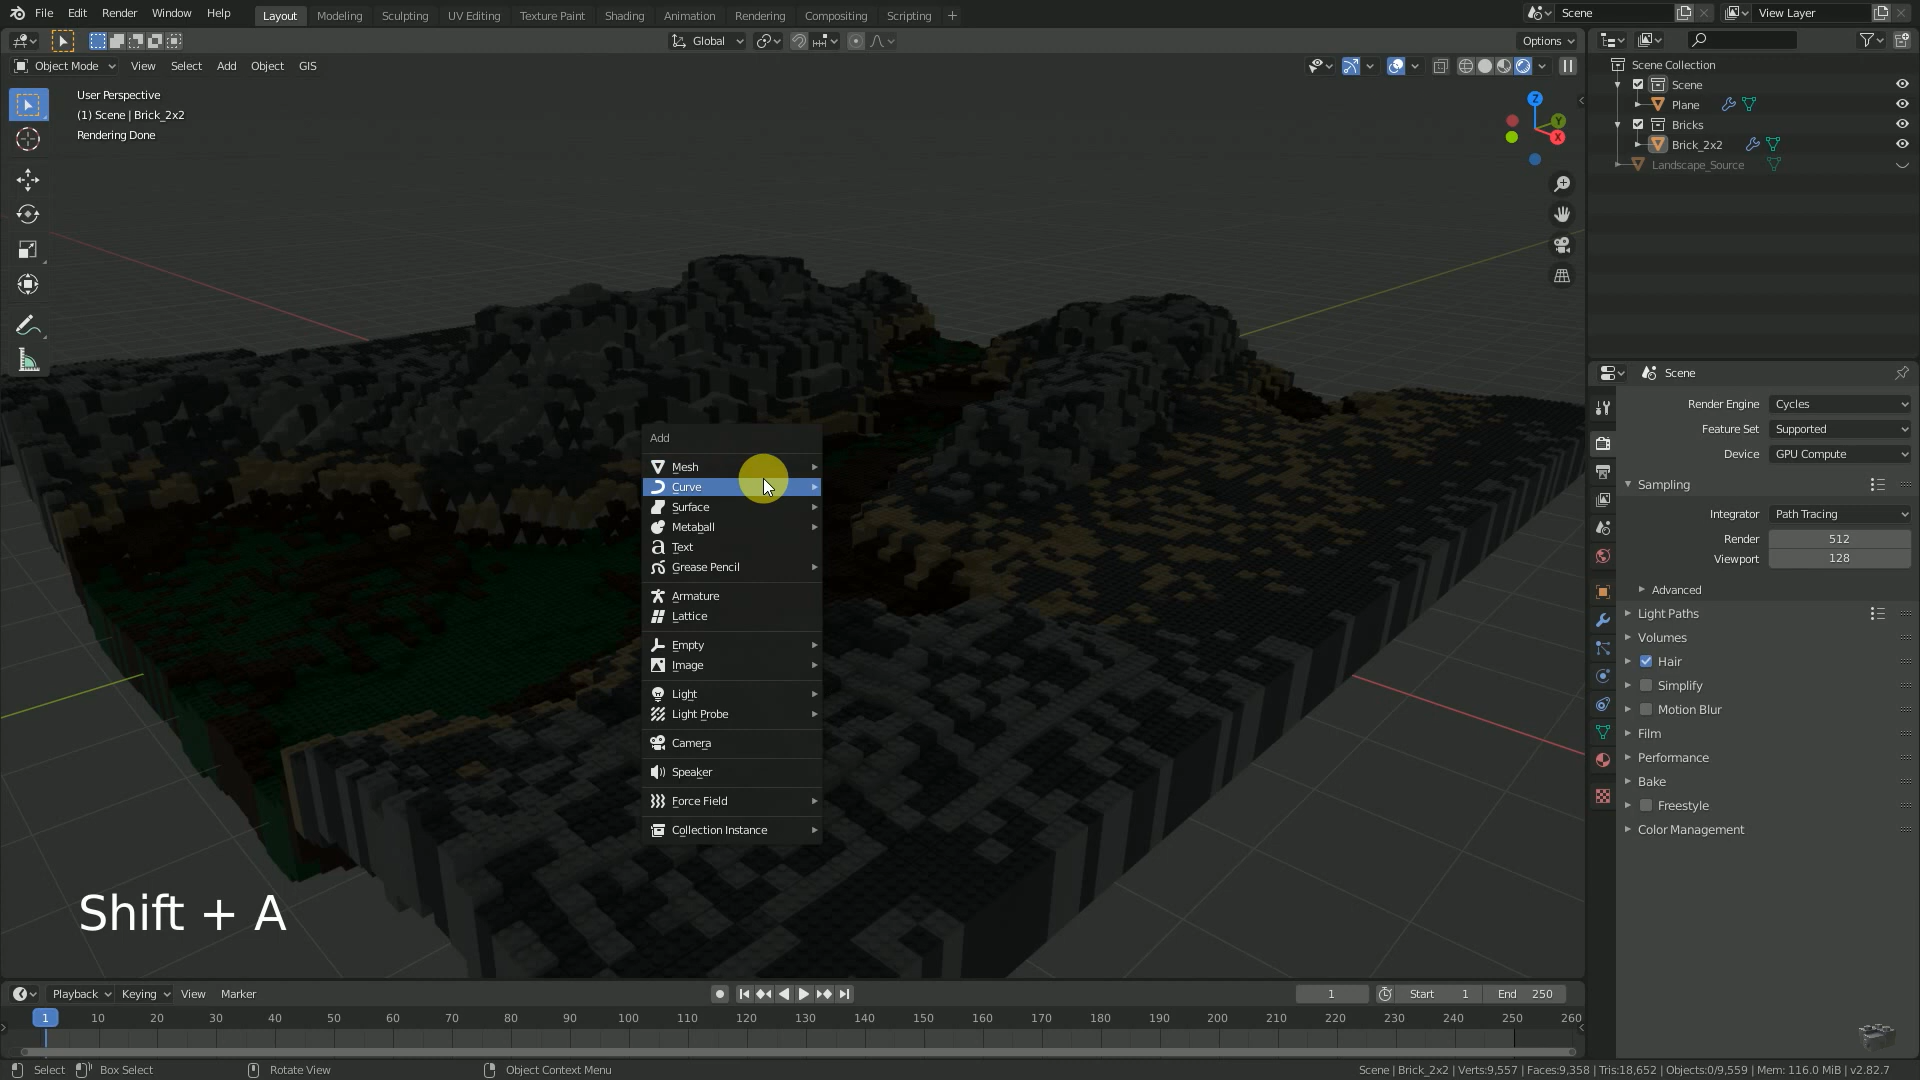 File Edit Render Window Help Layout Modeling Sculpting UV Editing Texture Paint Shading Animation Rendering Compositing Scripting + Scene View Layer
Global Options
Object Mode View Select Add Object GIS
User Perspective
(1) Scene | Brick_2x2
Rendering Done
Z
Y
X
Scene Collection
Scene
Plane
Bricks
Brick_2x2
Landscape_Source
Scene
Render Engine Cycles
Feature Set Supported
Device GPU Compute
Sampling
Integrator Path Tracing
Render 512
Viewport 128
Advanced
Light Paths
Volumes
Hair
Simplify
Motion Blur
Film
Performance
Bake
Freestyle
Color Management
Add
Mesh
Curve
Surface
Metaball
Text
Grease Pencil
Armature
Lattice
Empty
Image
Light
Light Probe
Camera
Speaker
Force Field
Collection Instance
Shift + A
Playback Keying View Marker 1 Start 1 End 250
1 10 20 30 40 50 60 70 80 90 100 110 120 130 140 150 160 170 180 190 200 210 220 230 240 250 260
Select Box Select Rotate View Object Context Menu Scene | Brick_2x2 | Verts:9,557 | Faces:9,358 | Tris:18,652 | Objects:0/9,559 | Mem: 116.0 MiB | v2.82.7